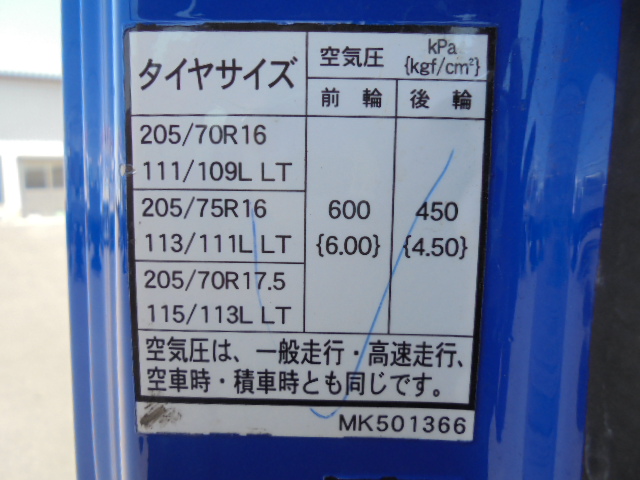 タイヤサイズ
空気圧 kPa
{kgf/cm²}
前輪 後輪
205/70R16
111/109L LT
205/75R16 600 450
113/111L LT {6.00} {4.50}
205/70R17.5
115/113L LT
空気圧は、一般走行・高速走行、
空車時・積車時とも同じです。
MK501366